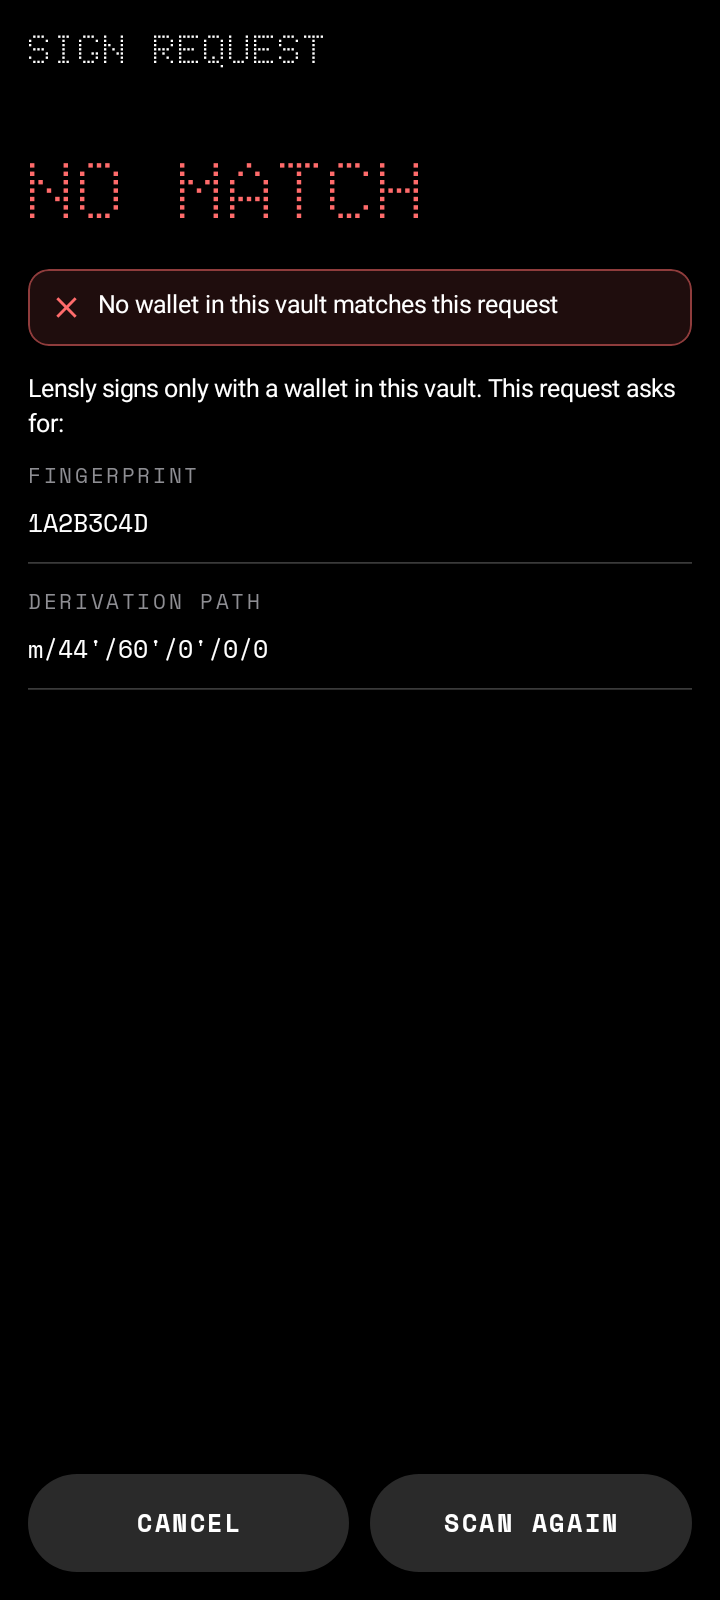 SIGN REQUEST
NO MATCH
No wallet in this vault matches this request
Lensly signs only with a wallet in this vault. This request asks
for:
FINGERPRINT
1A2B3C4D
DERIVATION PATH
m/44'/60'/0'/0/0
CANCEL
SCAN AGAIN